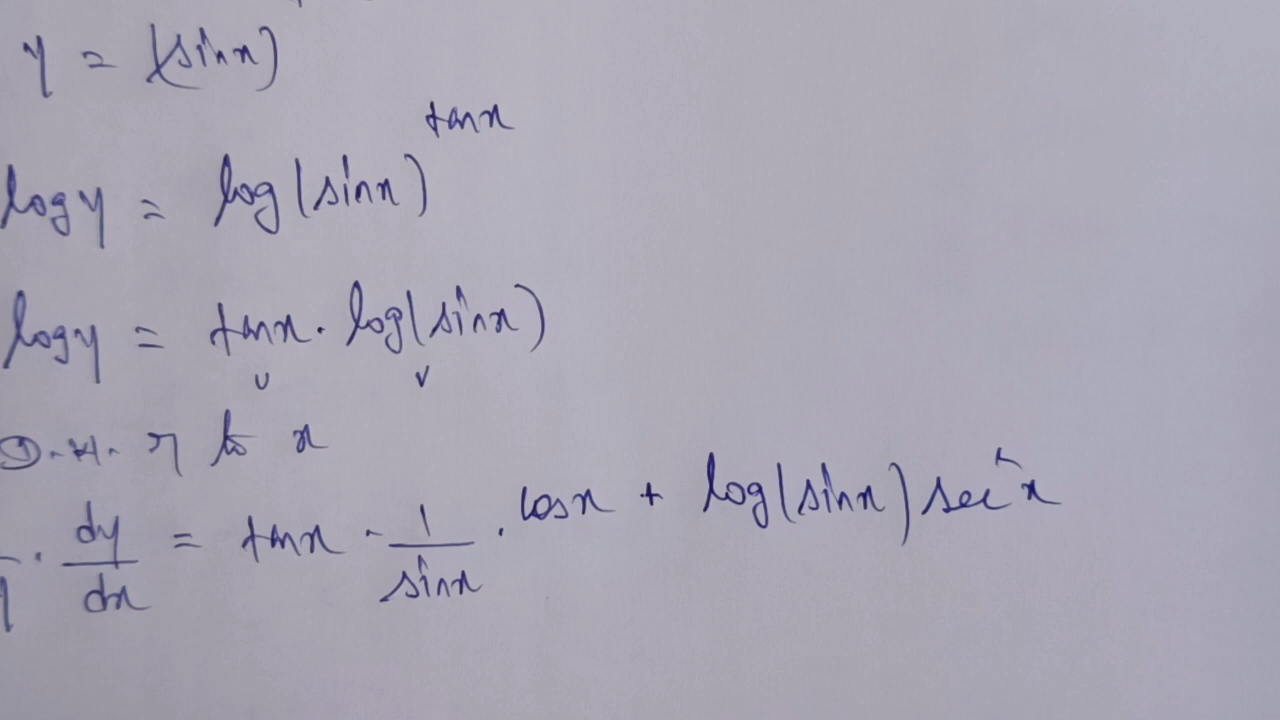 y = (sinx)
logy = log(sinx)^tanx
logy = tanx . log(sinx)
u v
D. w. r to x
. dy/dx = tanx . 1/sinx . cosx + log(sinx) sec²x